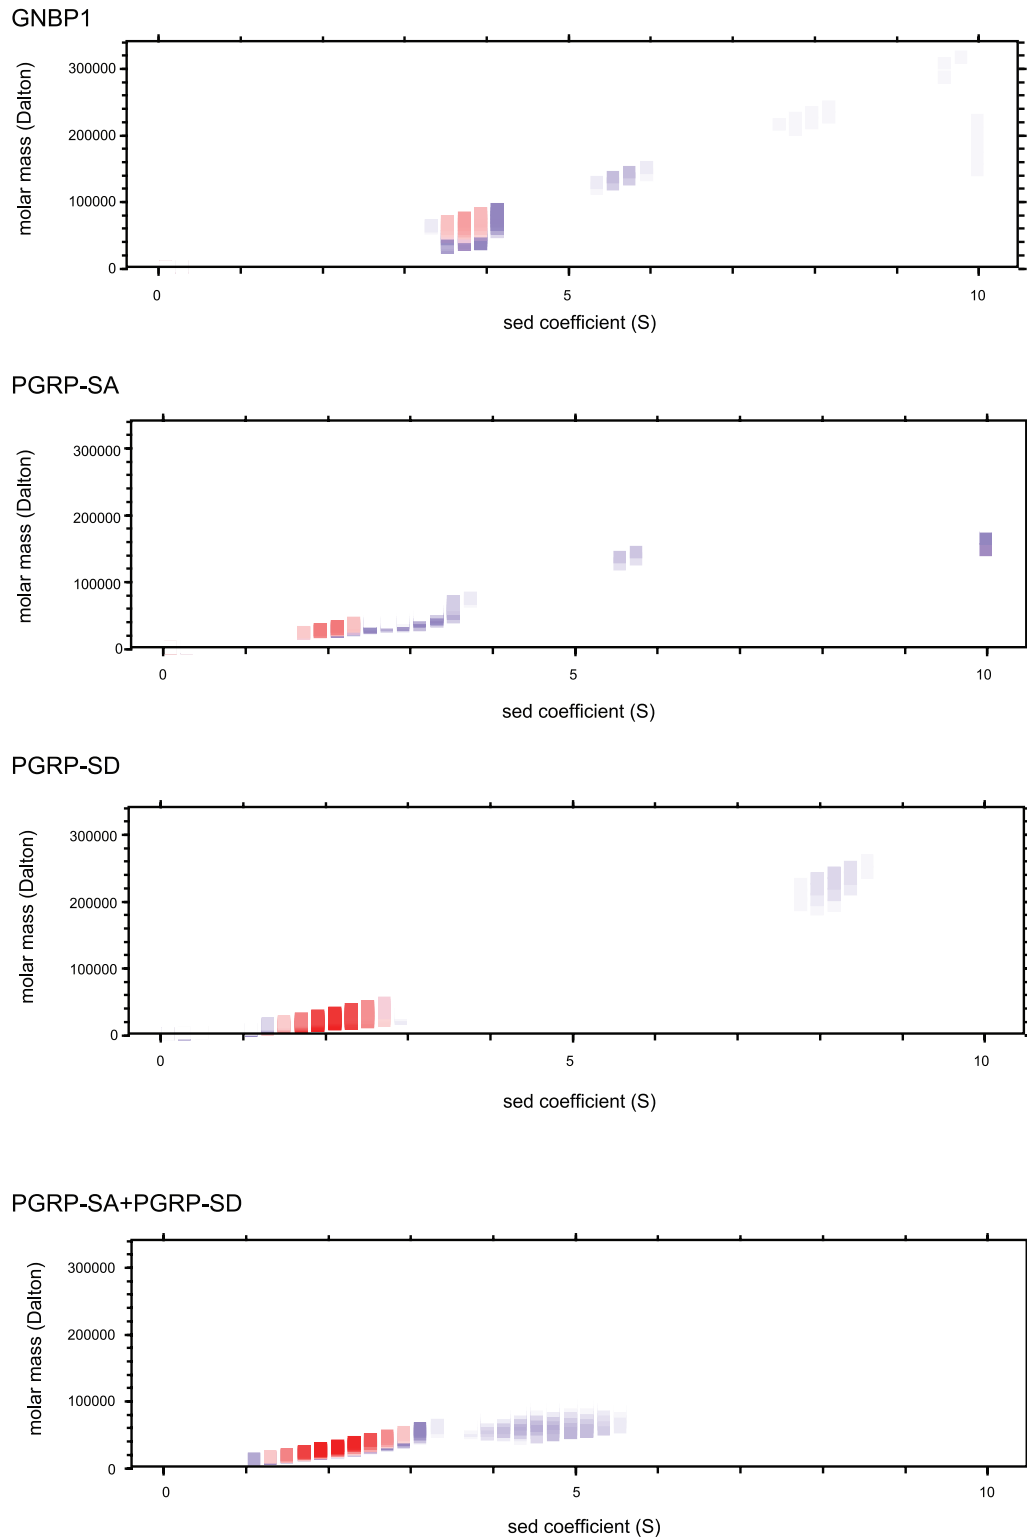 GNBP1
molar mass (Dalton)
300000
200000
100000
0
0 5 10
sed coefficient (S)
PGRP-SA
molar mass (Dalton)
300000
200000
100000
0
0 5 10
sed coefficient (S)
PGRP-SD
molar mass (Dalton)
300000
200000
100000
0
0 5 10
sed coefficient (S)
PGRP-SA+PGRP-SD
molar mass (Dalton)
300000
200000
100000
0
0 5 10
sed coefficient (S)